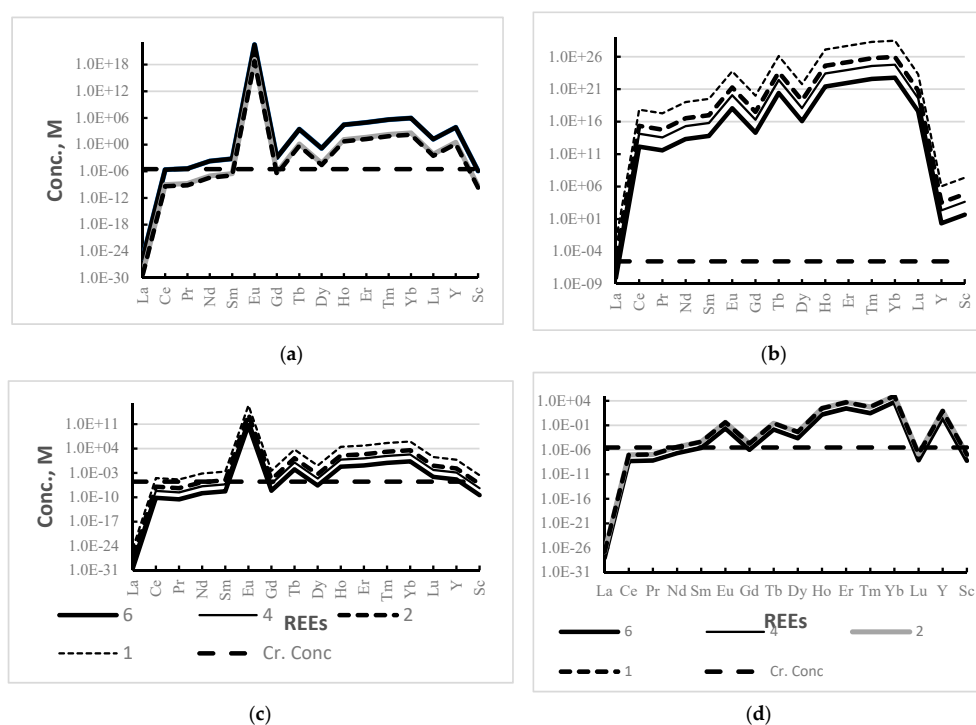 Conc., M
1.0E+18
1.0E+12
1.0E+06
1.0E+00
1.0E-06
1.0E-12
1.0E-18
1.0E-24
1.0E-30
La Ce Pr Nd Sm Eu Gd Tb Dy Ho Er Tm Yb Lu Y Sc
(a)
1.0E+26
1.0E+21
1.0E+16
1.0E+11
1.0E+06
1.0E+01
1.0E-04
1.0E-09
La Ce Pr Nd Sm Eu Gd Tb Dy Ho Er Tm Yb Lu Y Sc
(b)
Conc., M
1.0E+11
1.0E+04
1.0E-03
1.0E-10
1.0E-17
1.0E-24
1.0E-31
La Ce Pr Nd Sm Eu Gd Tb Dy Ho Er Tm Yb Lu Y Sc
REEs
6 4 2
1 Cr. Conc
(c)
1.0E+04
1.0E-01
1.0E-06
1.0E-11
1.0E-16
1.0E-21
1.0E-26
1.0E-31
La Ce Pr Nd Sm Eu Gd Tb Dy Ho Er Tm Yb Lu Y Sc
REEs
6 4 2
1 Cr. Conc
(d)